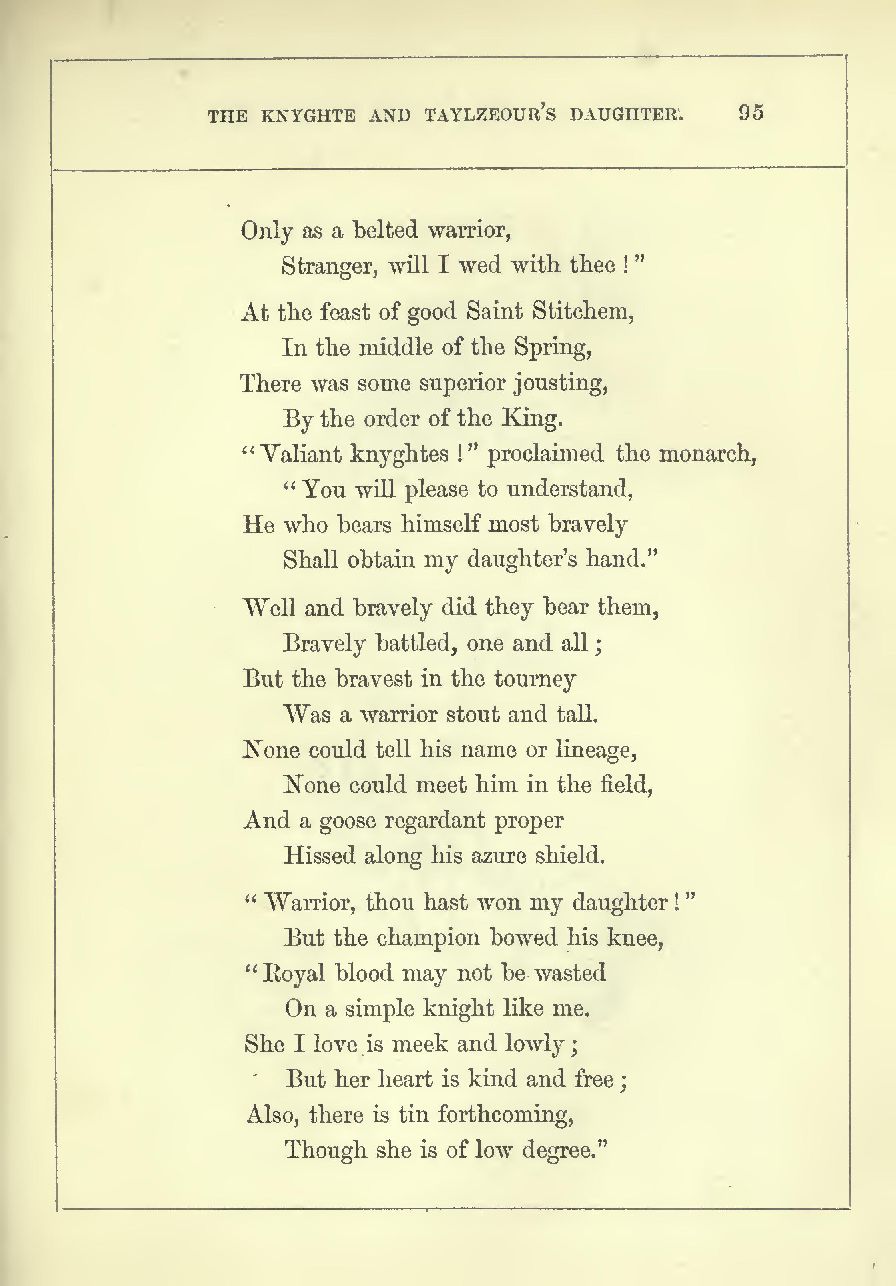 THE KNYGHTE AND TAYLZEOUR'S DAUGHTER. 95
Only as a belted warrior,
Stranger, will I wed with thee!"
At the feast of good Saint Stitchem,
In the middle of the Spring,
There was some superior jousting,
By the order of the King.
"Valiant knyghtes!" proclaimed the monarch,
"You will please to understand,
He who bears himself most bravely
Shall obtain my daughter's hand."
Well and bravely did they bear them,
Bravely battled, one and all;
But the bravest in the tourney
Was a warrior stout and tall.
None could tell his name or lineage,
None could meet him in the field,
And a goose regardant proper
Hissed along his azure shield.
"Warrior, thou hast won my daughter!"
But the champion bowed his knee,
"Royal blood may not be wasted
On a simple knight like me.
She I love is meek and lowly;
But her heart is kind and free;
Also, there is tin forthcoming,
Though she is of low degree."